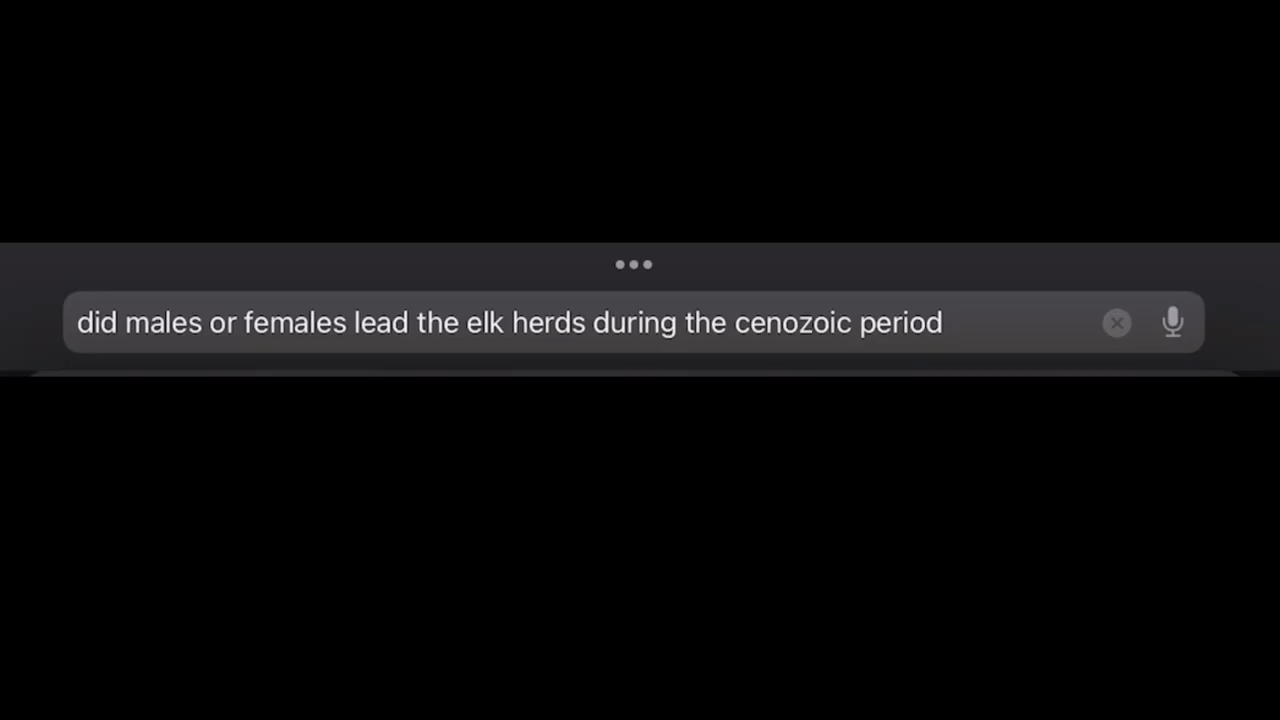 did males or females lead the elk herds during the cenozoic period